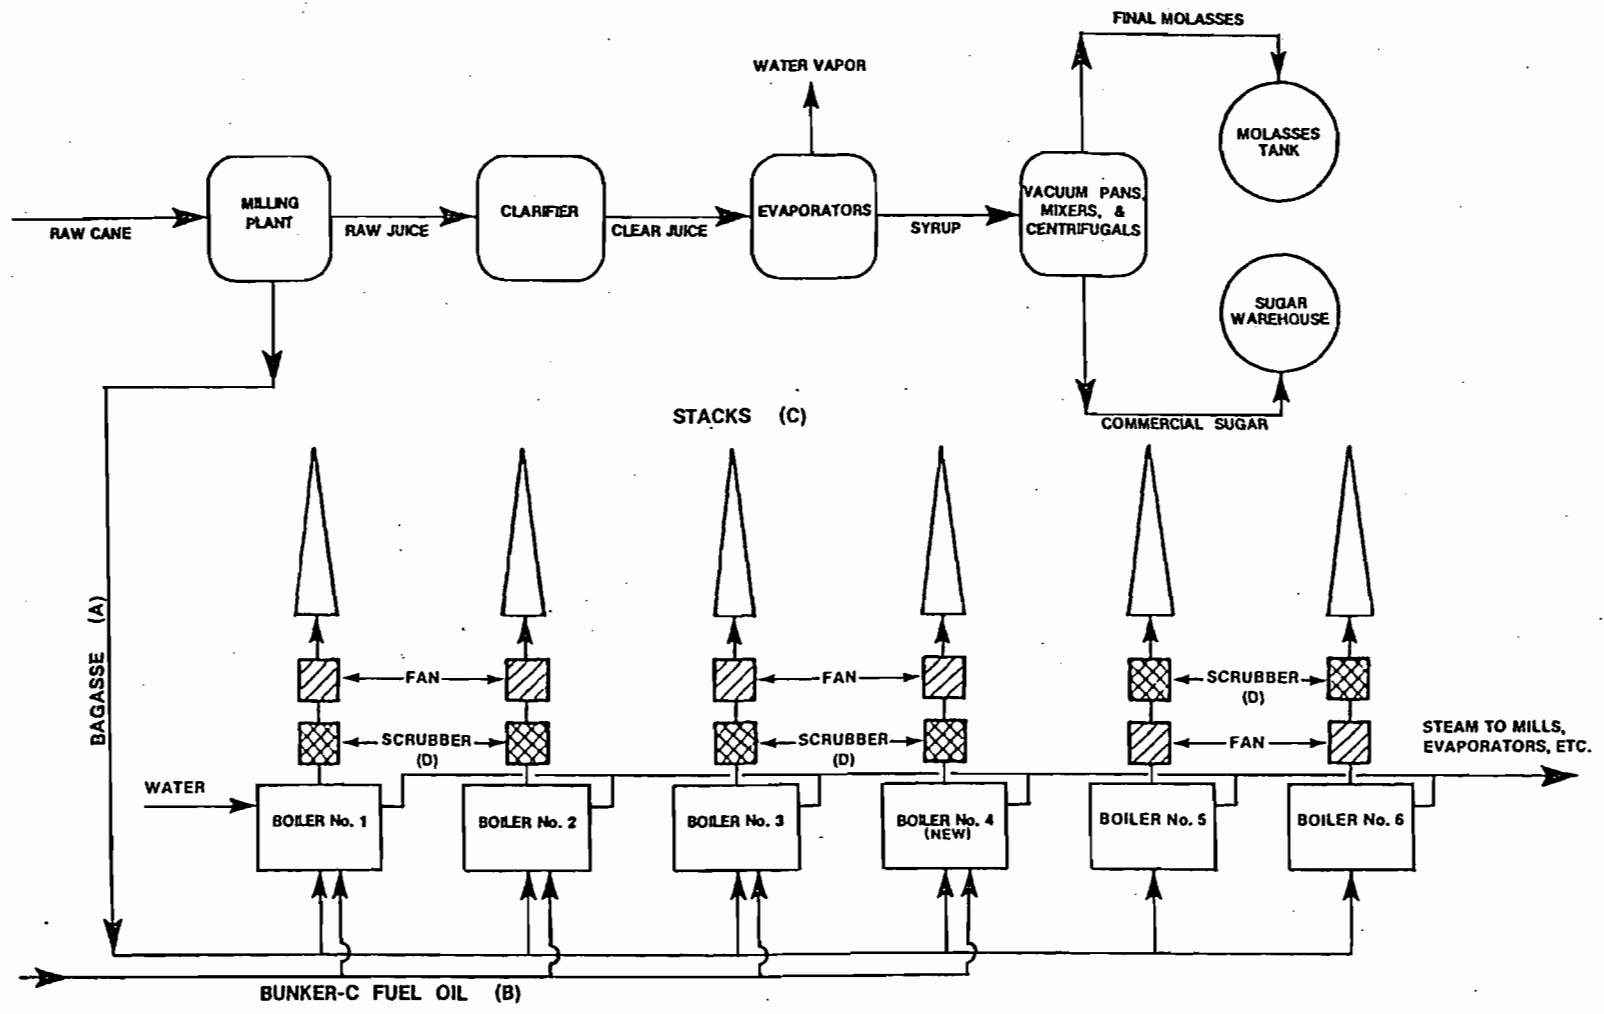 FINAL MOLASSES
WATER VAPOR
MOLASSES
TANK
MILLING
PLANT
CLARIFIER
EVAPORATORS
VACUUM PANS,
MIXERS, &
CENTRIFUGALS
RAW CANE
RAW JUICE
CLEAR JUICE
SYRUP
SUGAR
WAREHOUSE
STACKS (C)
COMMERCIAL SUGAR
BAGASSE (A)
FAN
FAN
SCRUBBER
(D)
SCRUBBER
(D)
SCRUBBER
(D)
FAN
STEAM TO MILLS,
EVAPORATORS, ETC.
WATER
BOILER No. 1
BOILER No. 2
BOILER No. 3
BOILER No. 4
(NEW)
BOILER No. 5
BOILER No. 6
BUNKER-C FUEL OIL (B)